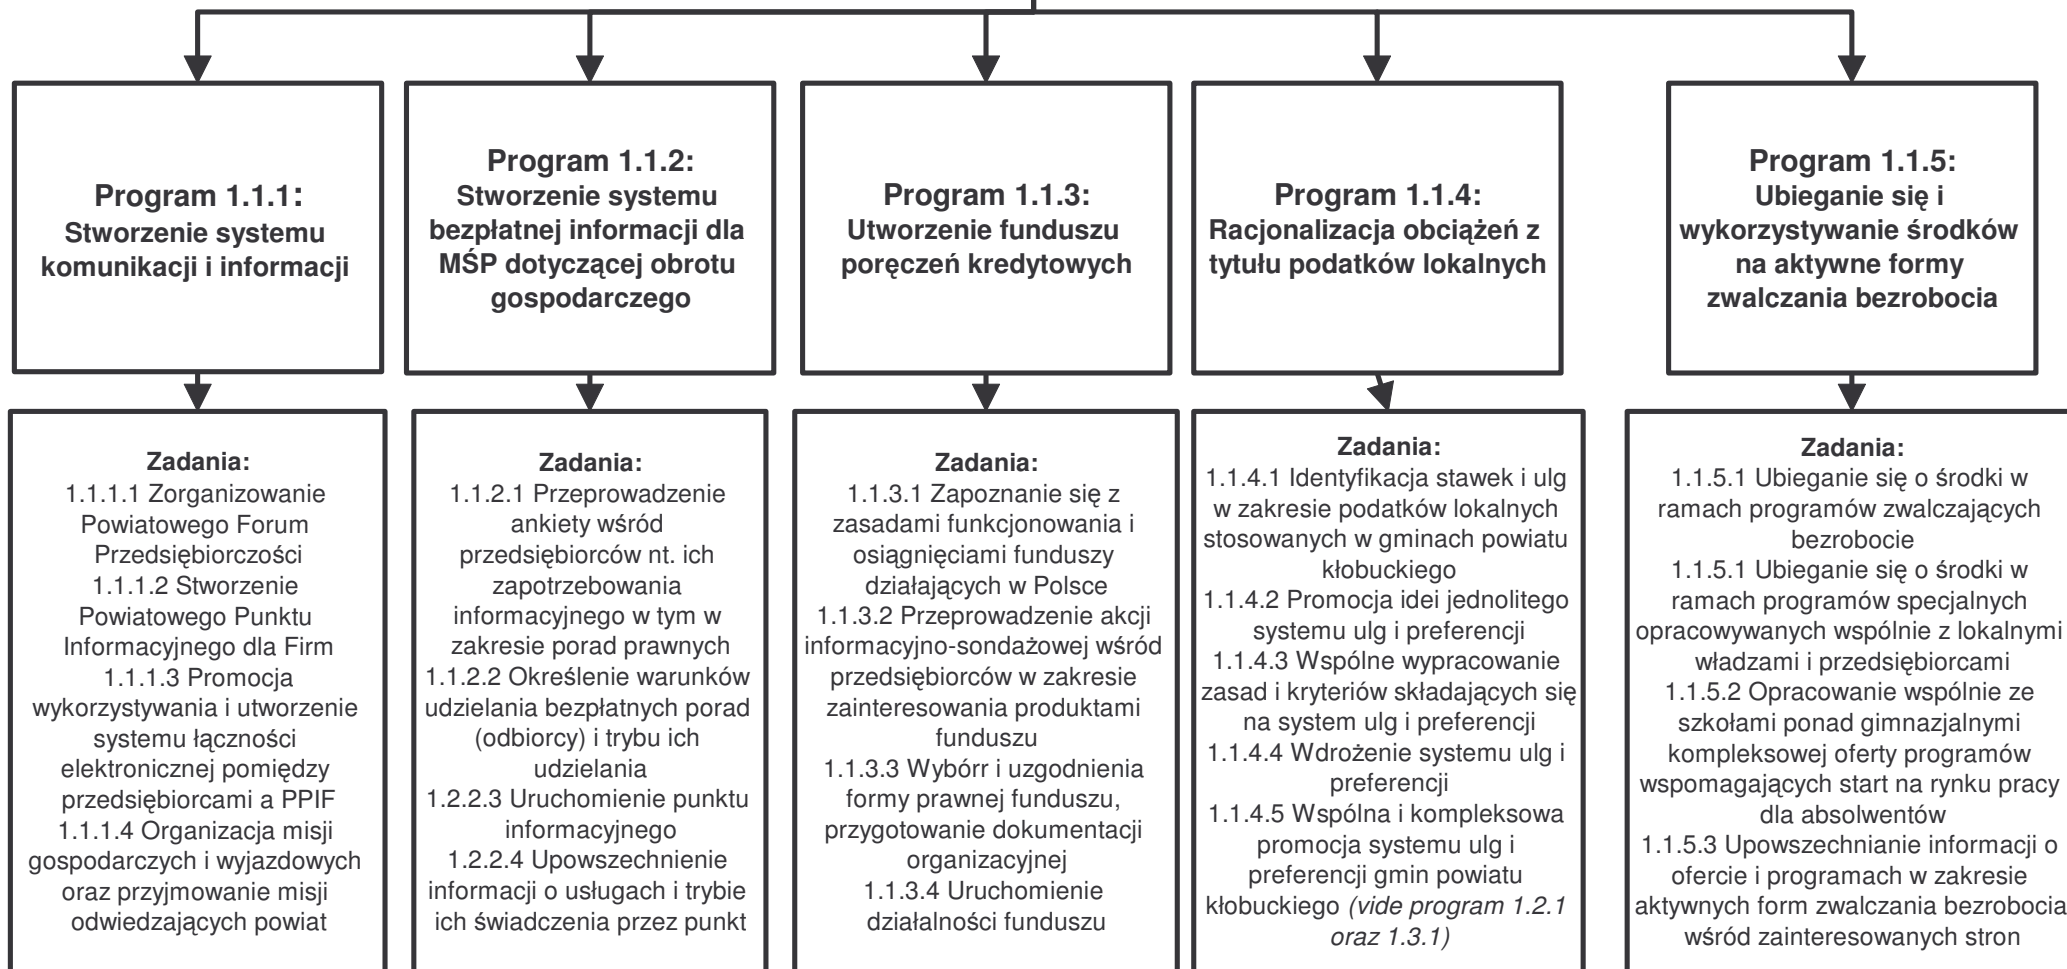 Program 1.1.1:
Stworzenie systemu
komunikacji i informacji
Program 1.1.2:
Stworzenie systemu
bezpłatnej informacji dla
MŚP dotyczącej obrotu
gospodarczego
Program 1.1.3:
Utworzenie funduszu
poręczeń kredytowych
Program 1.1.4:
Racjonalizacja obciążeń z
tytułu podatków lokalnych
Program 1.1.5:
Ubieganie się i
wykorzystywanie środków
na aktywne formy
zwalczania bezrobocia
Zadania:
1.1.1.1 Zorganizowanie
Powiatowego Forum
Przedsiębiorczości
1.1.1.2 Stworzenie
Powiatowego Punktu
Informacyjnego dla Firm
1.1.1.3 Promocja
wykorzystywania i utworzenie
systemu łączności
elektronicznej pomiędzy
przedsiębiorcami a PPIF
1.1.1.4 Organizacja misji
gospodarczych i wyjazdowych
oraz przyjmowanie misji
odwiedzających powiat
Zadania:
1.1.2.1 Przeprowadzenie
ankiety wśród
przedsiębiorców nt. ich
zapotrzebowania
informacyjnego w tym w
zakresie porad prawnych
1.1.2.2 Określenie warunków
udzielania bezpłatnych porad
(odbiorcy) i trybu ich
udzielania
1.2.2.3 Uruchomienie punktu
informacyjnego
1.2.2.4 Upowszechnienie
informacji o usługach i trybie
ich świadczenia przez punkt
Zadania:
1.1.3.1 Zapoznanie się z
zasadami funkcjonowania i
osiągnięciami funduszy
działających w Polsce
1.1.3.2 Przeprowadzenie akcji
informacyjno-sondażowej wśród
przedsiębiorców w zakresie
zainteresowania produktami
funduszu
1.1.3.3 Wybórr i uzgodnienia
formy prawnej funduszu,
przygotowanie dokumentacji
organizacyjnej
1.1.3.4 Uruchomienie
działalności funduszu
Zadania:
1.1.4.1 Identyfikacja stawek i ulg
w zakresie podatków lokalnych
stosowanych w gminach powiatu
kłobuckiego
1.1.4.2 Promocja idei jednolitego
systemu ulg i preferencji
1.1.4.3 Wspólne wypracowanie
zasad i kryteriów składających się
na system ulg i preferencji
1.1.4.4 Wdrożenie systemu ulg i
preferencji
1.1.4.5 Wspólna i kompleksowa
promocja systemu ulg i
preferencji gmin powiatu
kłobuckiego (vide program 1.2.1
oraz 1.3.1)
Zadania:
1.1.5.1 Ubieganie się o środki w
ramach programów zwalczających
bezrobocie
1.1.5.1 Ubieganie się o środki w
ramach programów specjalnych
opracowywanych wspólnie z lokalnymi
władzami i przedsiębiorcami
1.1.5.2 Opracowanie wspólnie ze
szkołami ponad gimnazjalnymi
kompleksowej oferty programów
wspomagających start na rynku pracy
dla absolwentów
1.1.5.3 Upowszechnianie informacji o
ofercie i programach w zakresie
aktywnych form zwalczania bezrobocia
wśród zainteresowanych stron